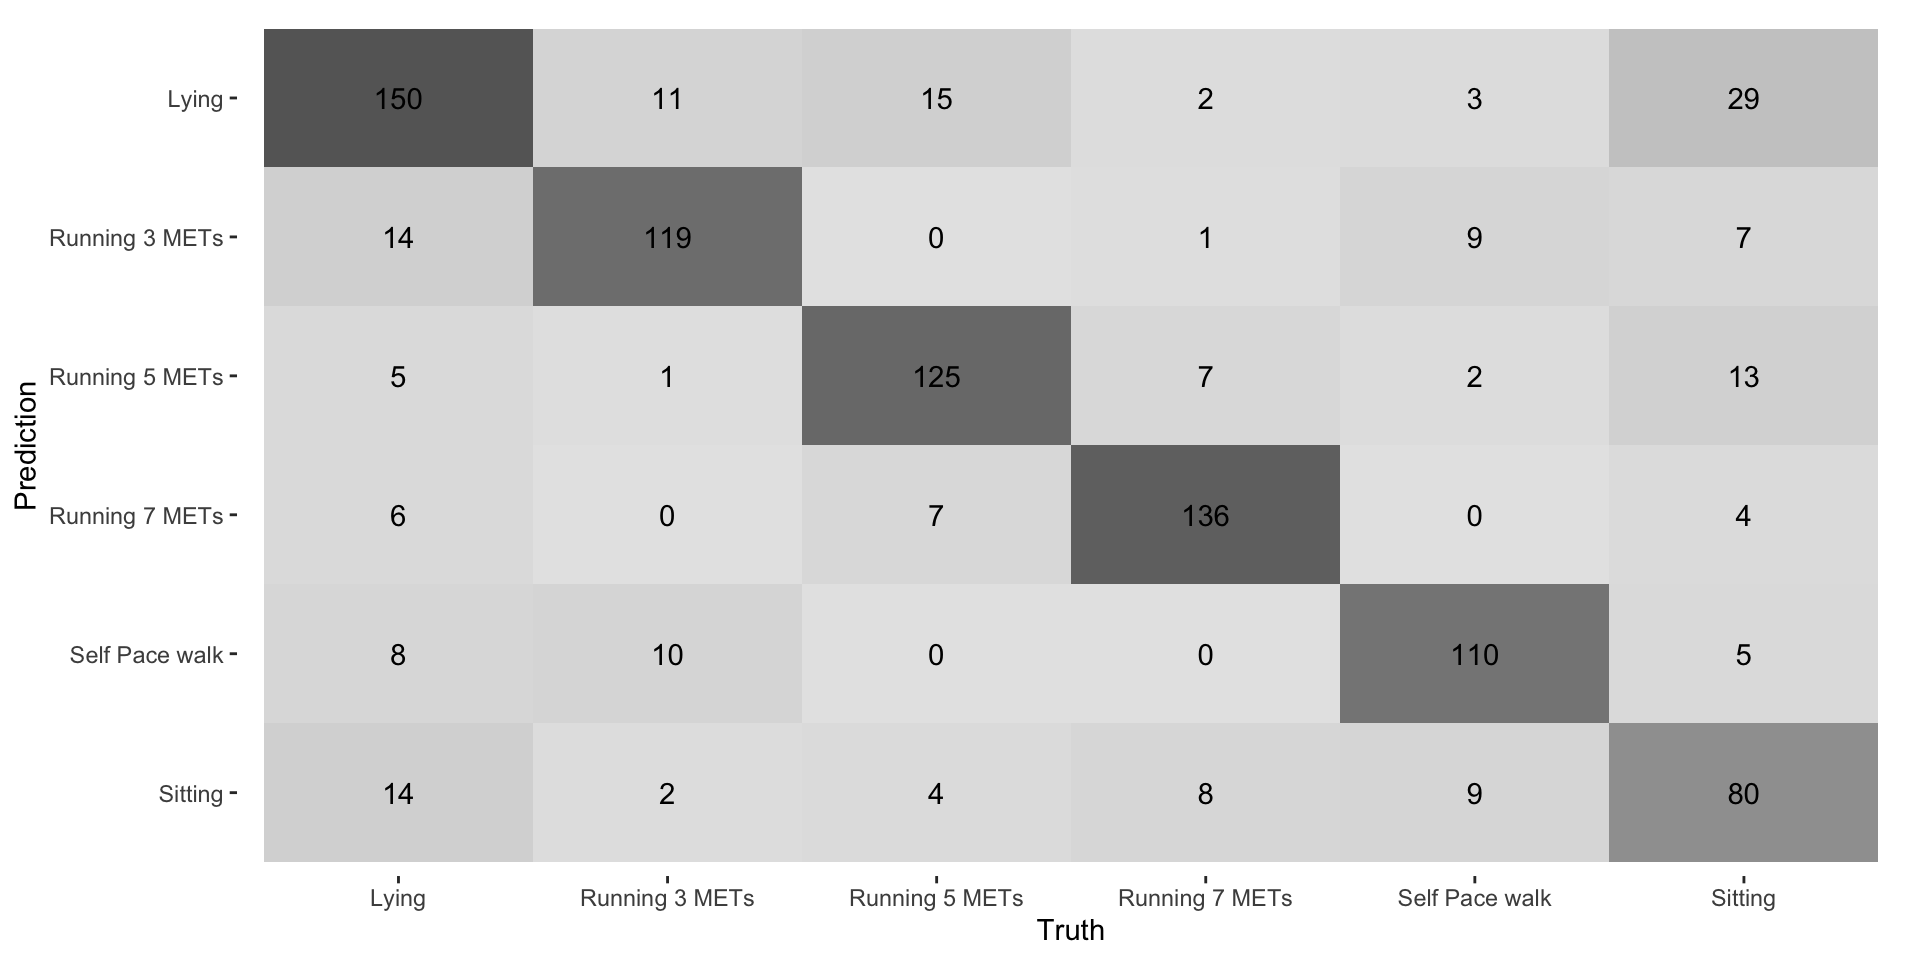 Prediction
Lying 150 11 15 2 3 29
Running 3 METs 14 119 0 1 9 7
Running 5 METs 5 1 125 7 2 13
Running 7 METs 6 0 7 136 0 4
Self Pace walk 8 10 0 0 110 5
Sitting 14 2 4 8 9 80
Lying Running 3 METs Running 5 METs Running 7 METs Self Pace walk Sitting
Truth